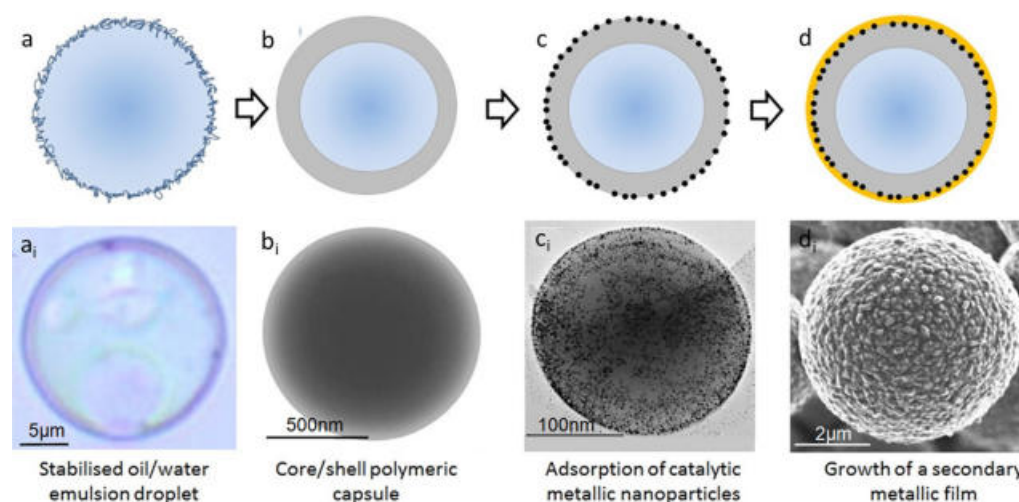 a
b
c
d
ai
bi
ci
di
5µm
500nm
100nm
2µm
Stabilised oil/water
emulsion droplet
Core/shell polymeric
capsule
Adsorption of catalytic
metallic nanoparticles
Growth of a secondary
metallic film